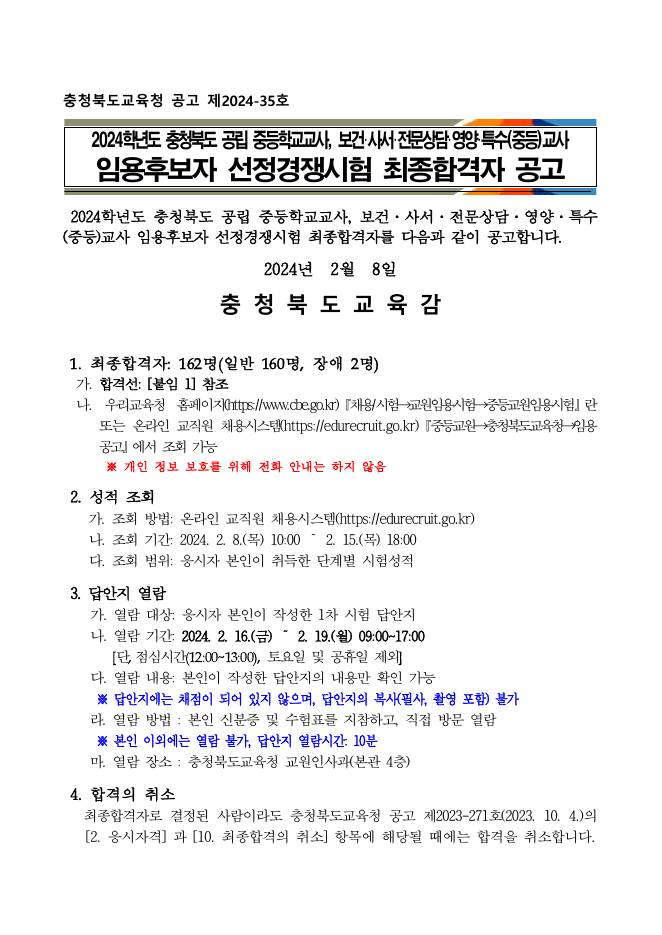 충청북도교육청 공고 제2024-35호
2024학년도 충청북도 공립 중등학교교사, 보건·사서·전문상담·영양·특수(중등)교사
임용후보자 선정경쟁시험 최종합격자 공고
2024학년도 충청북도 공립 중등학교교사, 보건·사서·전문상담·영양·특수
(중등)교사 임용후보자 선정경쟁시험 최종합격자를 다음과 같이 공고합니다.
2024년 2월 8일
충 청 북 도 교 육 감
1. 최종합격자: 162명(일반 160명, 장애 2명)
가. 합격선: [붙임 1] 참조
나. 우리교육청 홈페이지(https://www.cbe.go.kr) 『채용/시험→교원임용시험→중등교원임용시험』 란
또는 온라인 교직원 채용시스템(https://edurecruit.go.kr) 『중등교원→충청북도교육청→임용
공고』에서 조회 가능
※ 개인 정보 보호를 위해 전화 안내는 하지 않음
2. 성적 조회
가. 조회 방법: 온라인 교직원 채용시스템(https://edurecruit.go.kr)
나. 조회 기간: 2024. 2. 8.(목) 10:00 ~ 2. 15.(목) 18:00
다. 조회 범위: 응시자 본인이 취득한 단계별 시험성적
3. 답안지 열람
가. 열람 대상: 응시자 본인이 작성한 1차 시험 답안지
나. 열람 기간: 2024. 2. 16.(금) ~ 2. 19.(월) 09:00~17:00
[단, 점심시간(12:00~13:00), 토요일 및 공휴일 제외]
다. 열람 내용: 본인이 작성한 답안지의 내용만 확인 가능
※ 답안지에는 채점이 되어 있지 않으며, 답안지의 복사(필사, 촬영 포함) 불가
라. 열람 방법 : 본인 신분증 및 수험표를 지참하고, 직접 방문 열람
※ 본인 이외에는 열람 불가, 답안지 열람시간: 10분
마. 열람 장소 : 충청북도교육청 교원인사과(본관 4층)
4. 합격의 취소
최종합격자로 결정된 사람이라도 충청북도교육청 공고 제2023-271호(2023. 10. 4.)의
[2. 응시자격] 과 [10. 최종합격의 취소] 항목에 해당될 때에는 합격을 취소합니다.